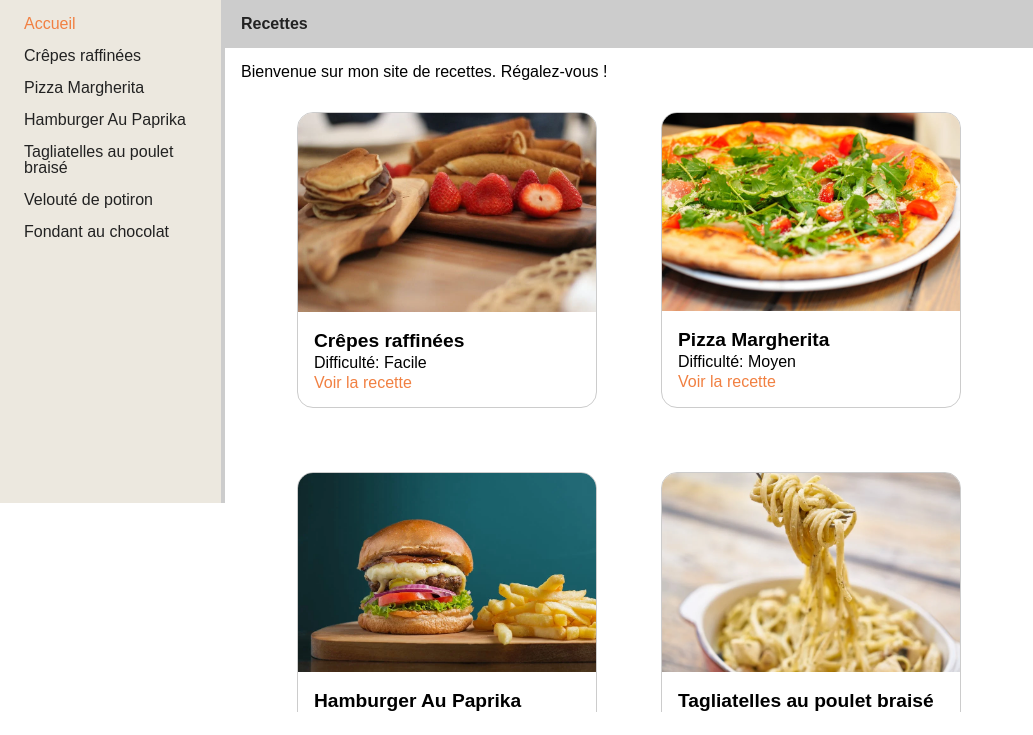 Accueil
Crêpes raffinées
Pizza Margherita
Hamburger Au Paprika
Tagliatelles au poulet
braisé
Velouté de potiron
Fondant au chocolat
Recettes
Bienvenue sur mon site de recettes. Régalez-vous !
Crêpes raffinées
Difficulté: Facile
Voir la recette
Pizza Margherita
Difficulté: Moyen
Voir la recette
Hamburger Au Paprika
Tagliatelles au poulet braisé